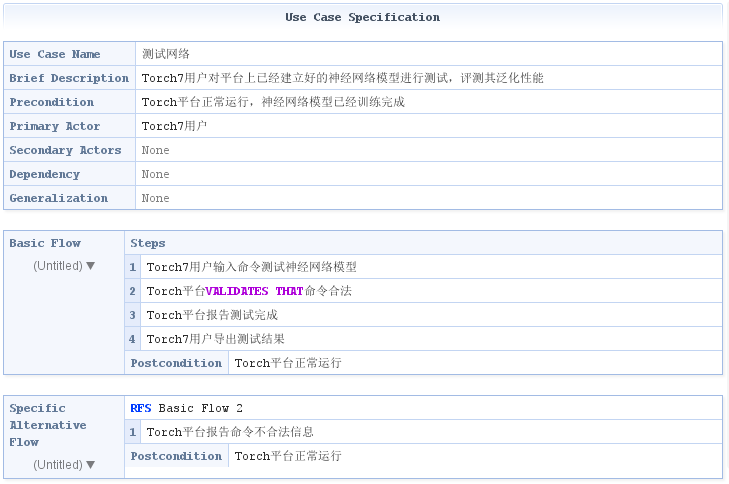 Use Case Specification
Use Case Name 测试网络
Brief Description Torch7用户对平台上已经建立好的神经网络模型进行测试，评测其泛化性能
Precondition Torch平台正常运行，神经网络模型已经训练完成
Primary Actor Torch7用户
Secondary Actors None
Dependency None
Generalization None
Basic Flow Steps
(Untitled) ▼
1 Torch7用户输入命令测试神经网络模型
2 Torch平台VALIDATES THAT命令合法
3 Torch平台报告测试完成
4 Torch7用户导出测试结果
Postcondition Torch平台正常运行
Specific Alternative Flow
(Untitled) ▼
RFS Basic Flow 2
1 Torch平台报告命令不合法信息
Postcondition Torch平台正常运行